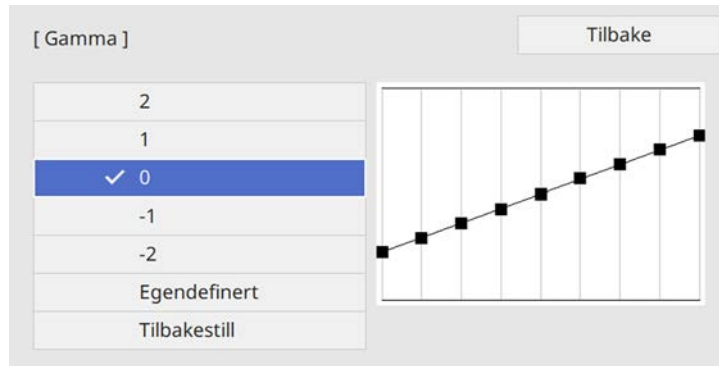 [ Gamma ]
Tilbake
2
1
0
-1
-2
Egendefinert
Tilbakestill